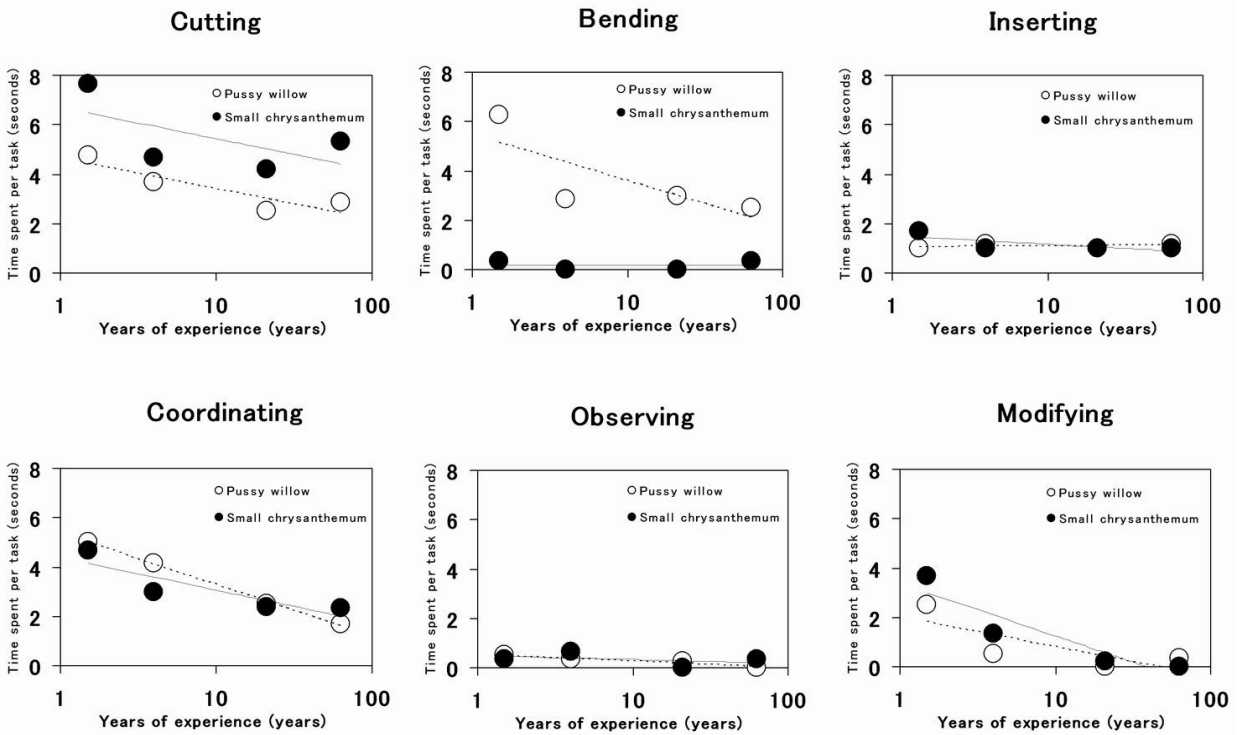 Cutting
Time spent per task (seconds)
8
6
4
2
0
○ Pussy willow
● Small chrysanthemum
1
10
100
Years of experience (years)
Bending
Time spent per task (seconds)
8
6
4
2
0
○ Pussy willow
● Small chrysanthemum
1
10
100
Years of experience (years)
Inserting
Time spent per task (seconds)
8
6
4
2
0
○ Pussy willow
● Small chrysanthemum
1
10
100
Years of experience (years)
Coordinating
Time spent per task (seconds)
8
6
4
2
0
○ Pussy willow
● Small chrysanthemum
1
10
100
Years of experience (years)
Observing
Time spent per task (seconds)
8
6
4
2
0
○ Pussy willow
● Small chrysanthemum
1
10
100
Years of experience (years)
Modifying
Time spent per task (seconds)
8
6
4
2
0
○ Pussy willow
● Small chrysanthemum
1
10
100
Years of experience (years)